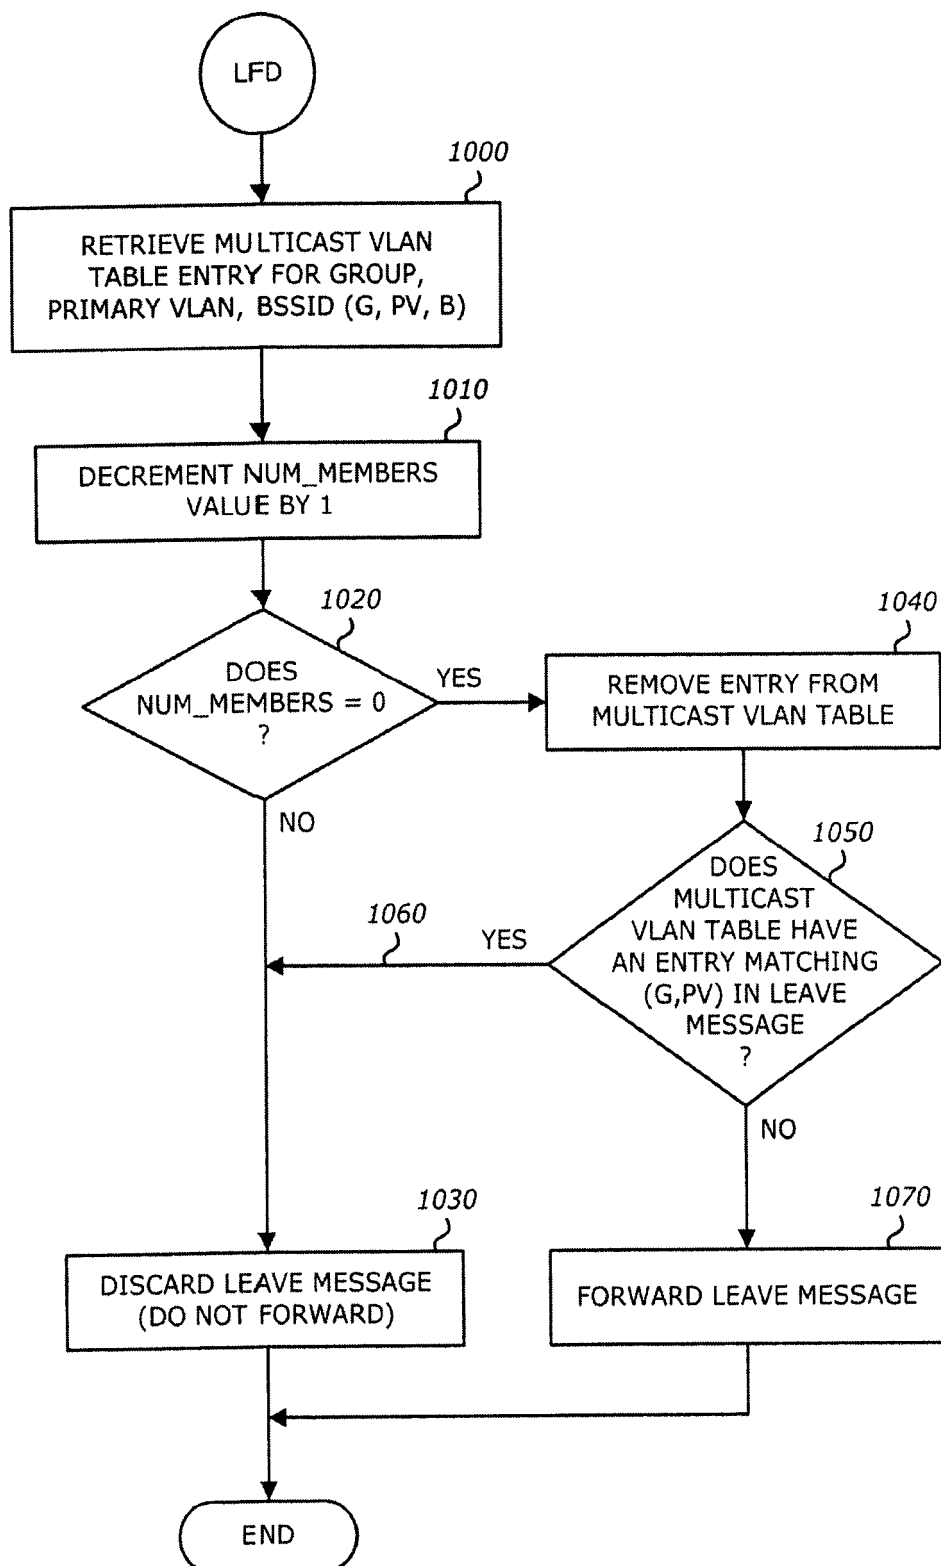 LFD
1000
RETRIEVE MULTICAST VLAN
TABLE ENTRY FOR GROUP,
PRIMARY VLAN, BSSID (G, PV, B)
1010
DECREMENT NUM_MEMBERS
VALUE BY 1
1020
DOES
NUM_MEMBERS = 0
?
YES
NO
1040
REMOVE ENTRY FROM
MULTICAST VLAN TABLE
1050
DOES
MULTICAST
VLAN TABLE HAVE
AN ENTRY MATCHING
(G,PV) IN LEAVE
MESSAGE
?
1060
YES
NO
1030
DISCARD LEAVE MESSAGE
(DO NOT FORWARD)
1070
FORWARD LEAVE MESSAGE
END